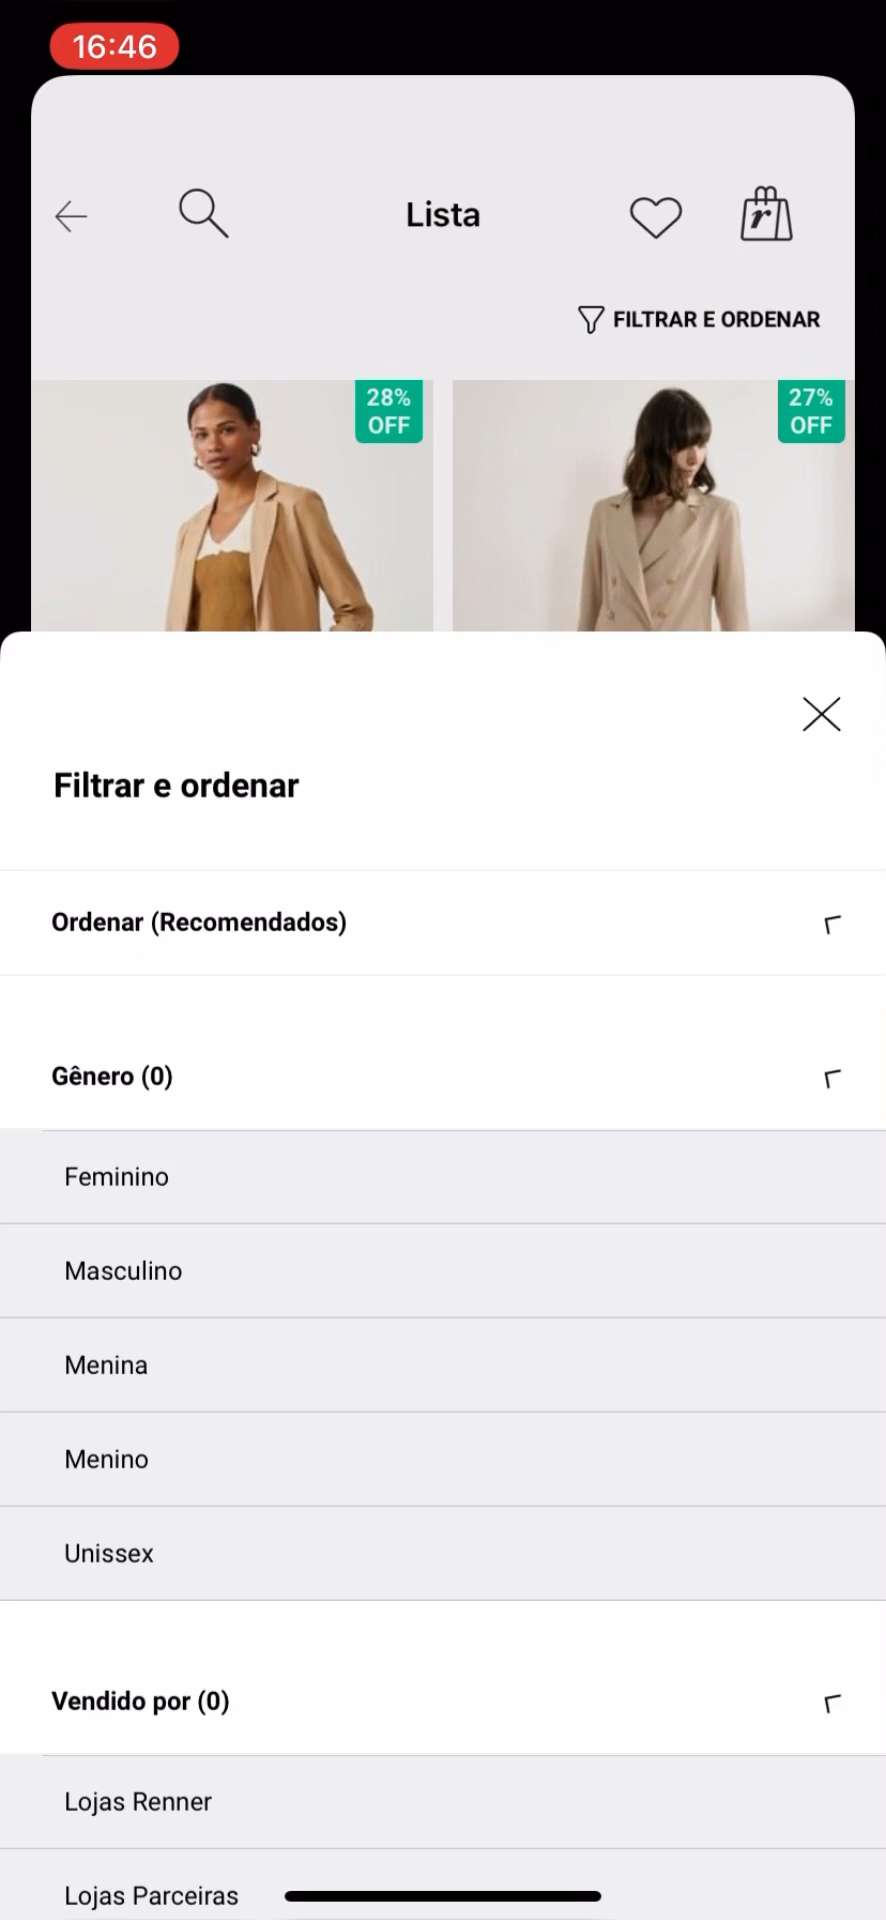 16:46
Lista
r
FILTRAR E ORDENAR
28%
OFF
27%
OFF
Filtrar e ordenar
Ordenar (Recomendados)
Gênero (0)
Feminino
Masculino
Menina
Menino
Unissex
Vendido por (0)
Lojas Renner
Lojas Parceiras